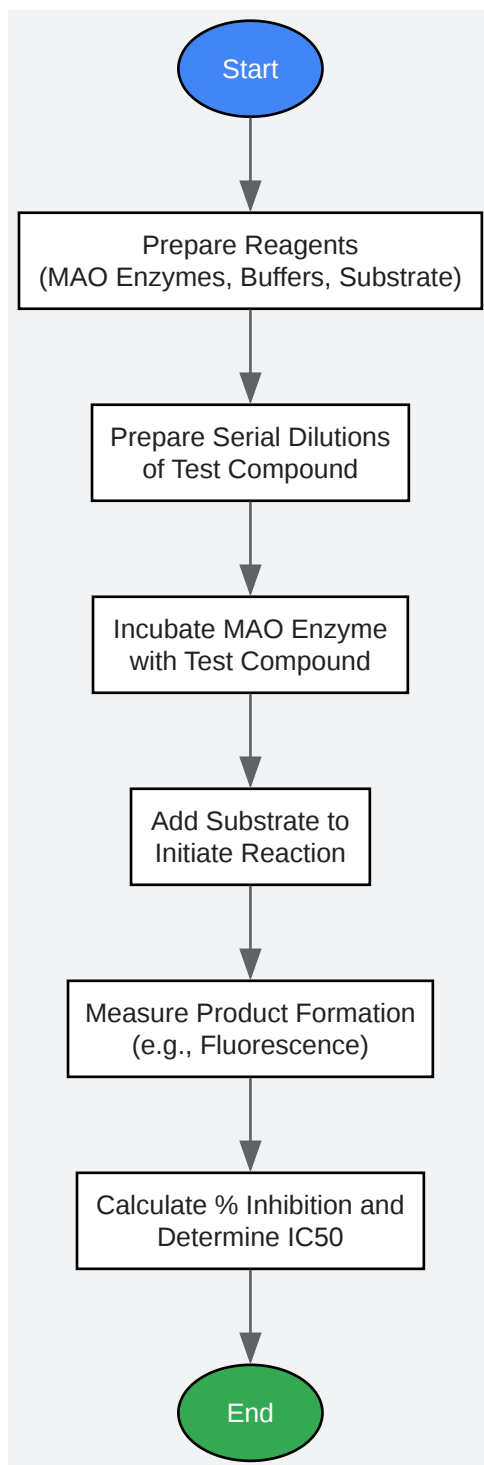 Start
Prepare Reagents
(MAO Enzymes, Buffers, Substrate)
Prepare Serial Dilutions
of Test Compound
Incubate MAO Enzyme
with Test Compound
Add Substrate to
Initiate Reaction
Measure Product Formation
(e.g., Fluorescence)
Calculate % Inhibition and
Determine IC50
End